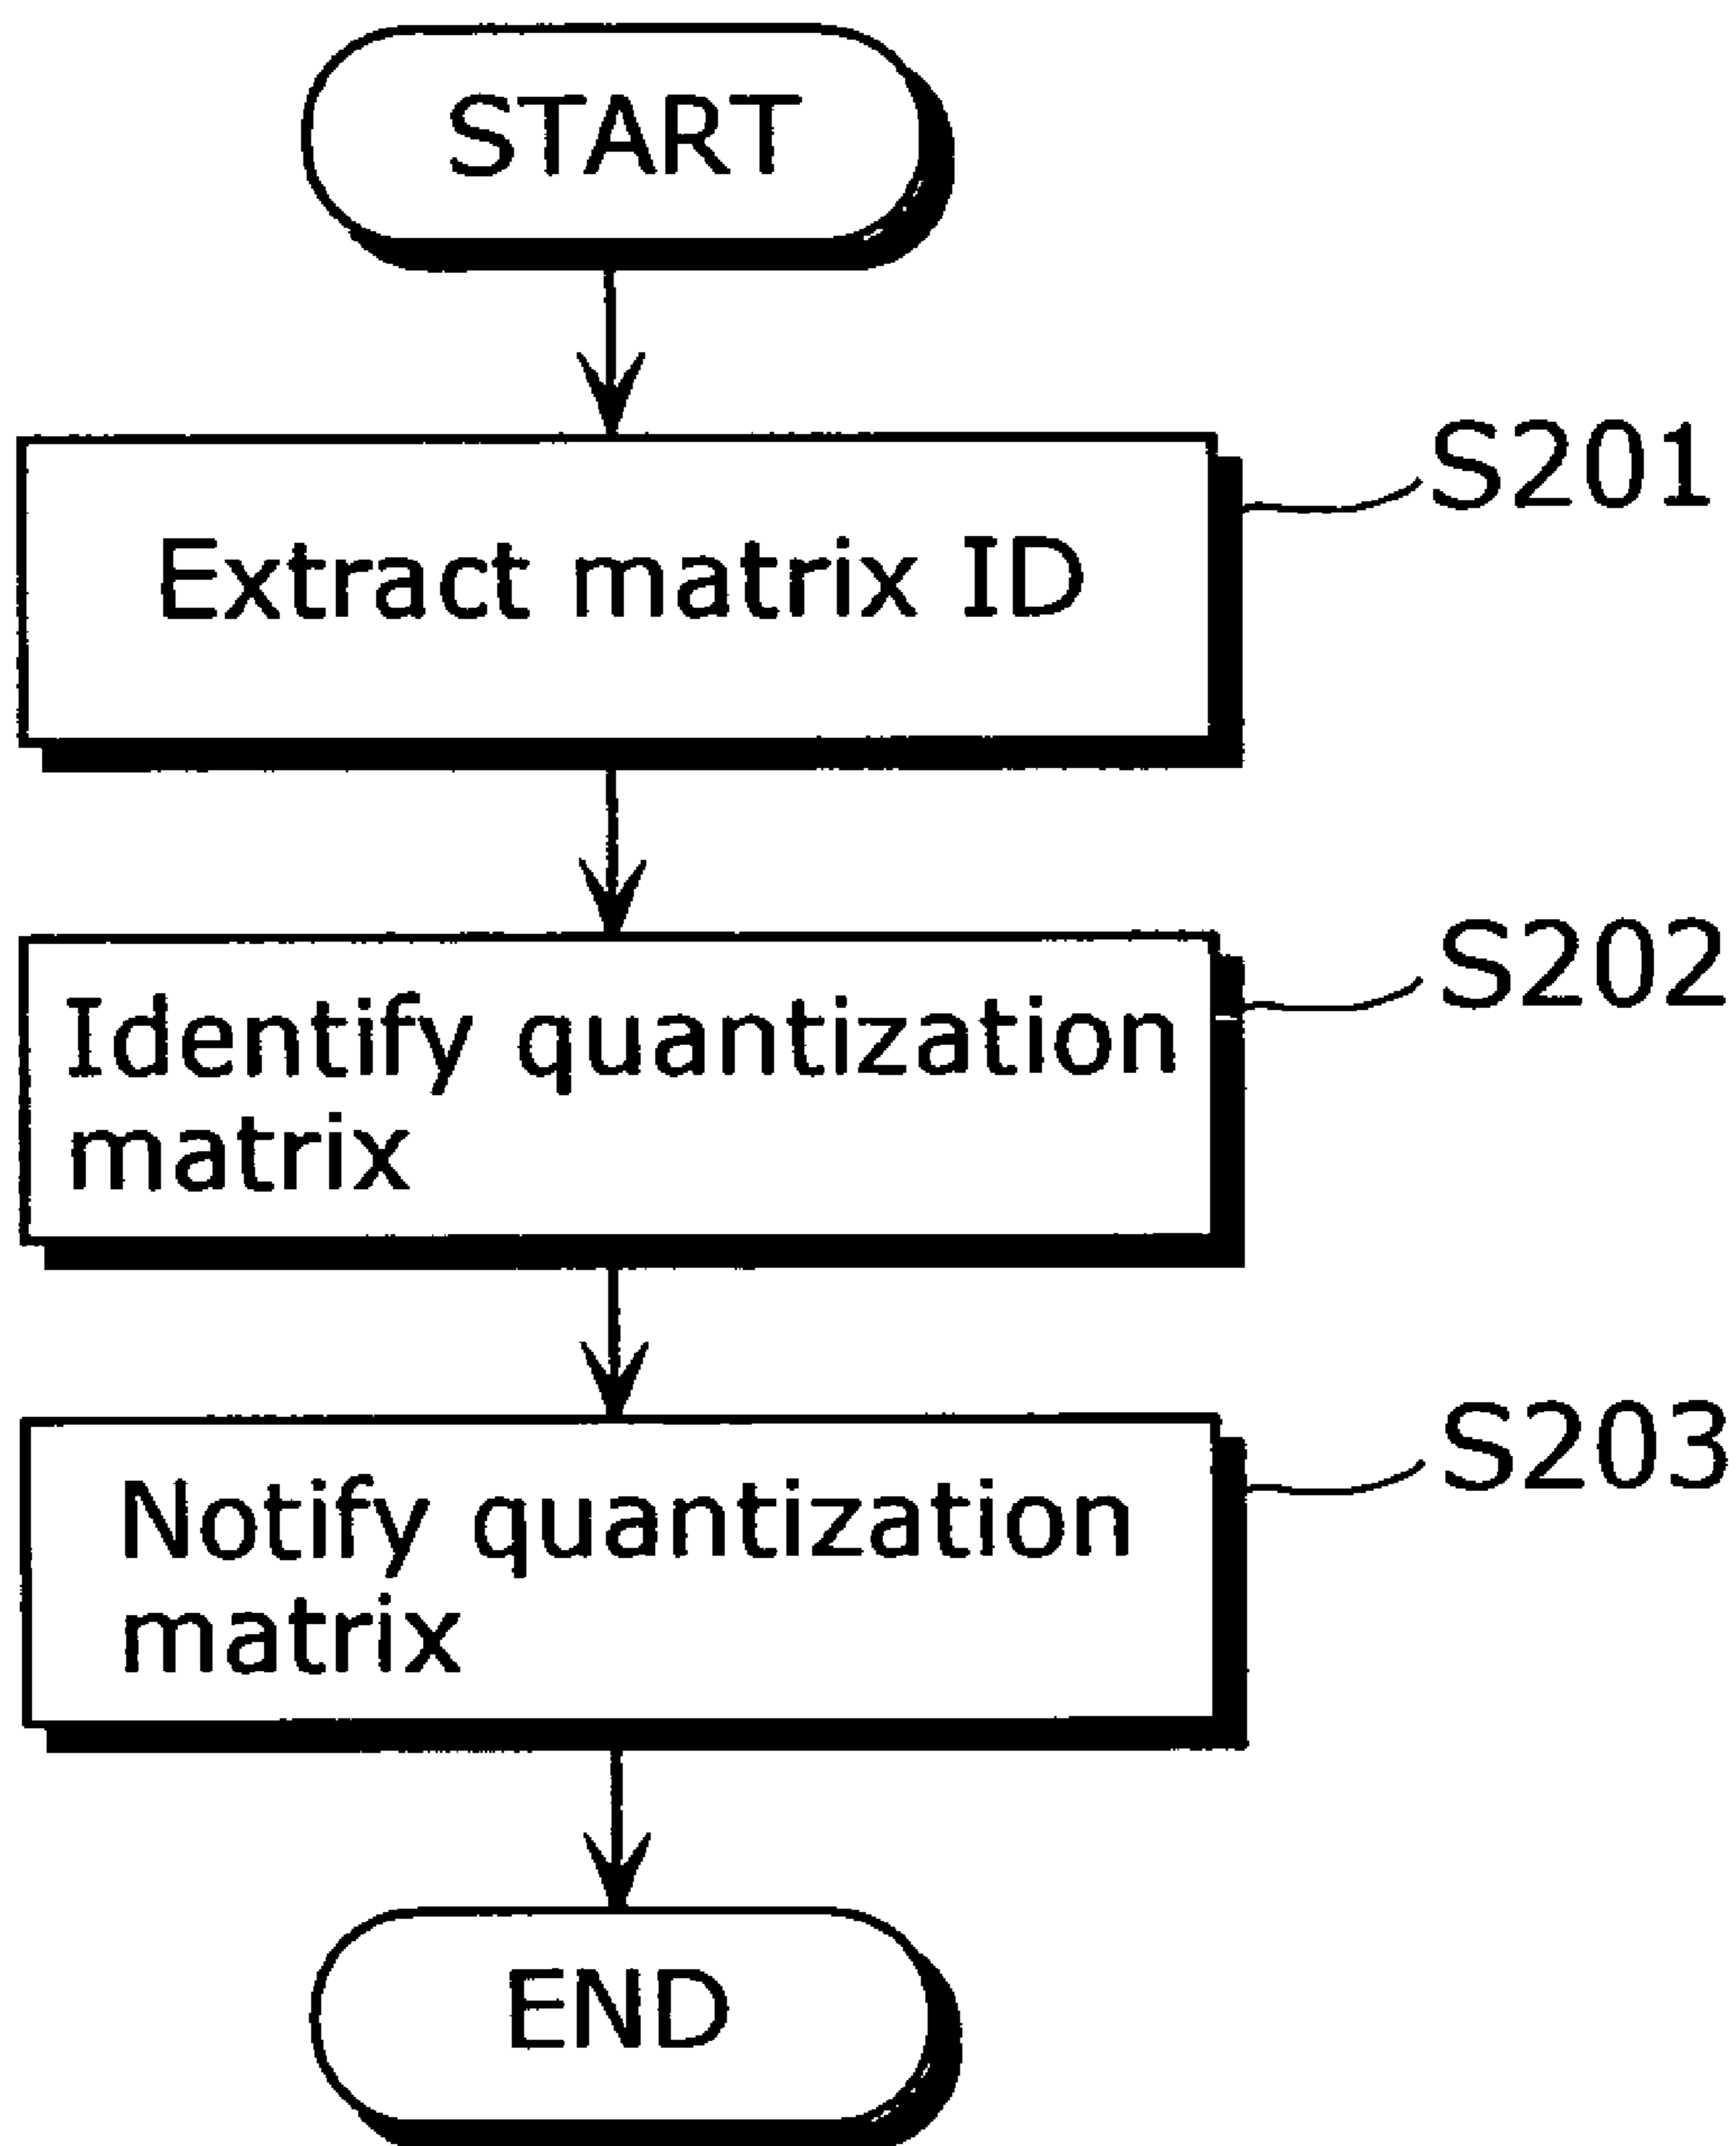 START
S201
Extract matrix ID
S202
Identify quantization
matrix
S203
Notify quantization
matrix
END